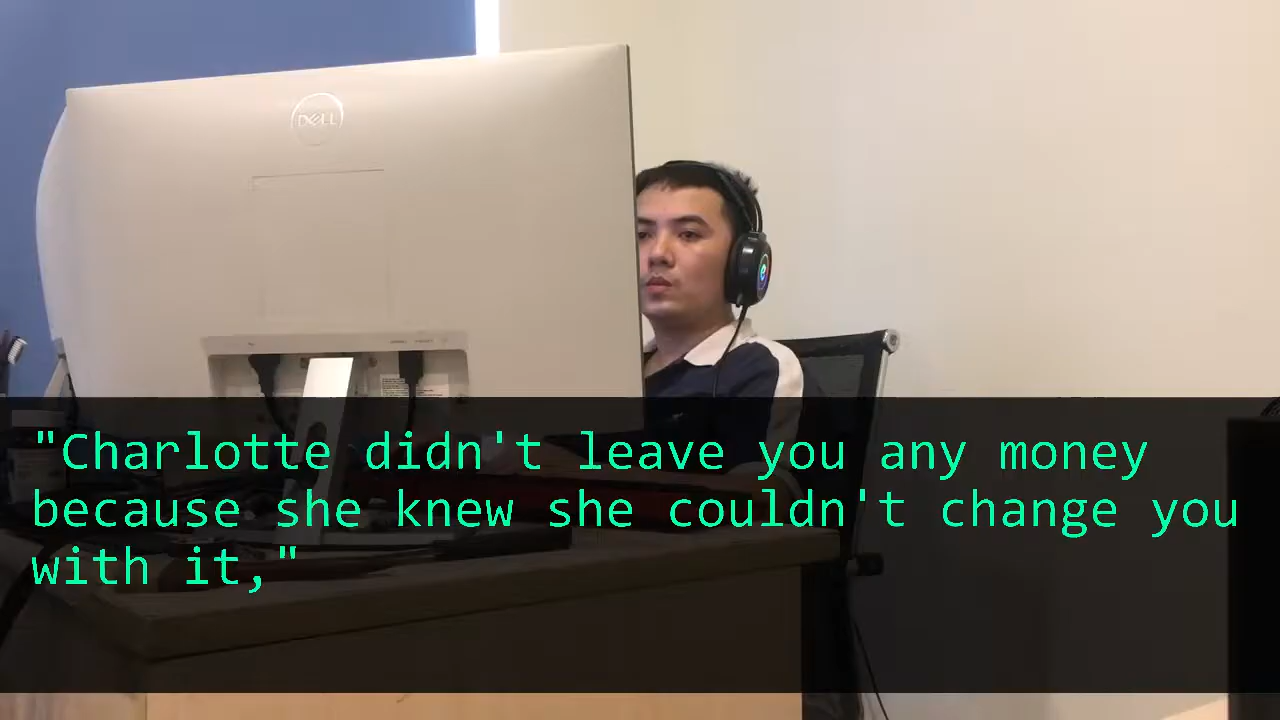 DELL
"Charlotte didn't leave you any money
because she knew she couldn't change you
with it,"